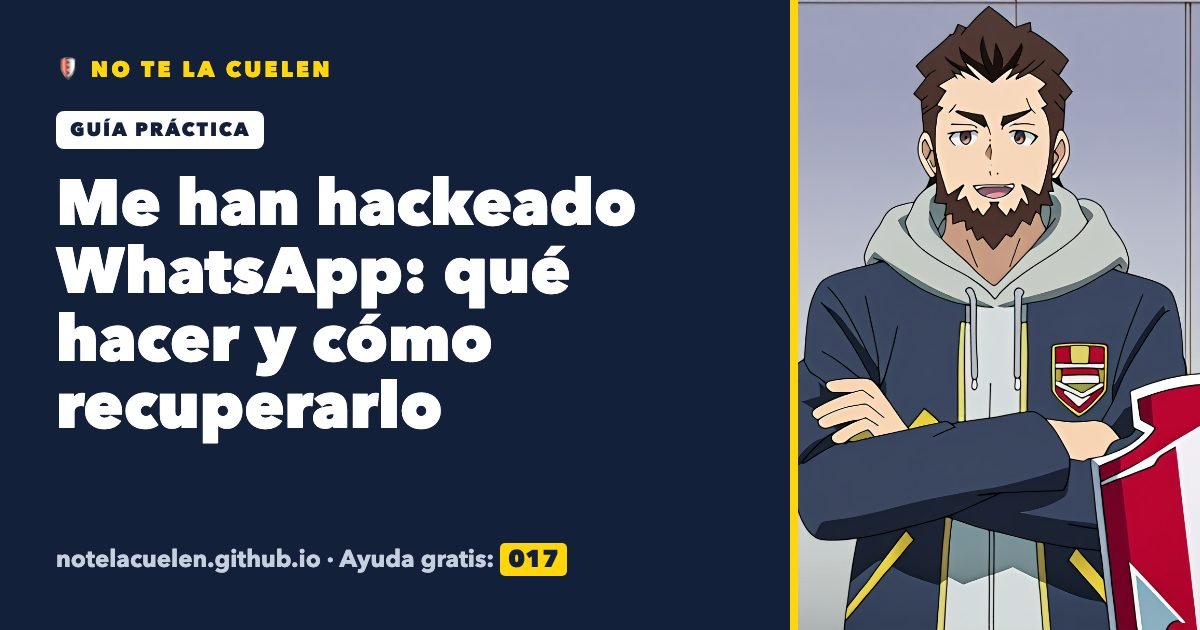 NO TE LA CUELEN
GUÍA PRÁCTICA
Me han hackeado
WhatsApp: qué
hacer y cómo
recuperarlo
notelacuelen.github.io · Ayuda gratis: 017